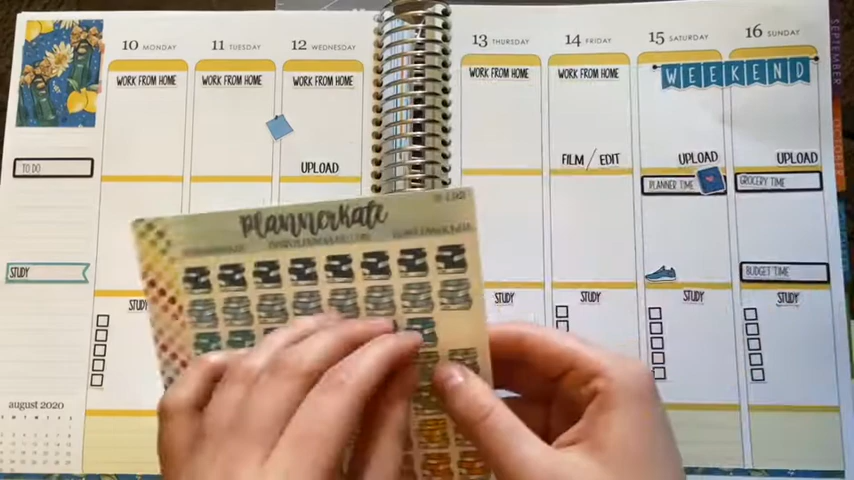 10 MONDAY
11 TUESDAY
12 WEDNESDAY
13 THURSDAY
14 FRIDAY
15 SATURDAY
16 SUNDAY
WORK FROM HOME
WORK FROM HOME
WORK FROM HOME
WORK FROM HOME
WORK FROM HOME
WEEKEND
UPLOAD
FILM / EDIT
UPLOAD
UPLOAD
TO DO
PLANNER TIME
GROCERY TIME
plannerkate
STUDY
BUDGET TIME
STUDY
STUDY
STUDY
STUDY
STUDY
august 2020
SEPTEMBER
OCTOBER